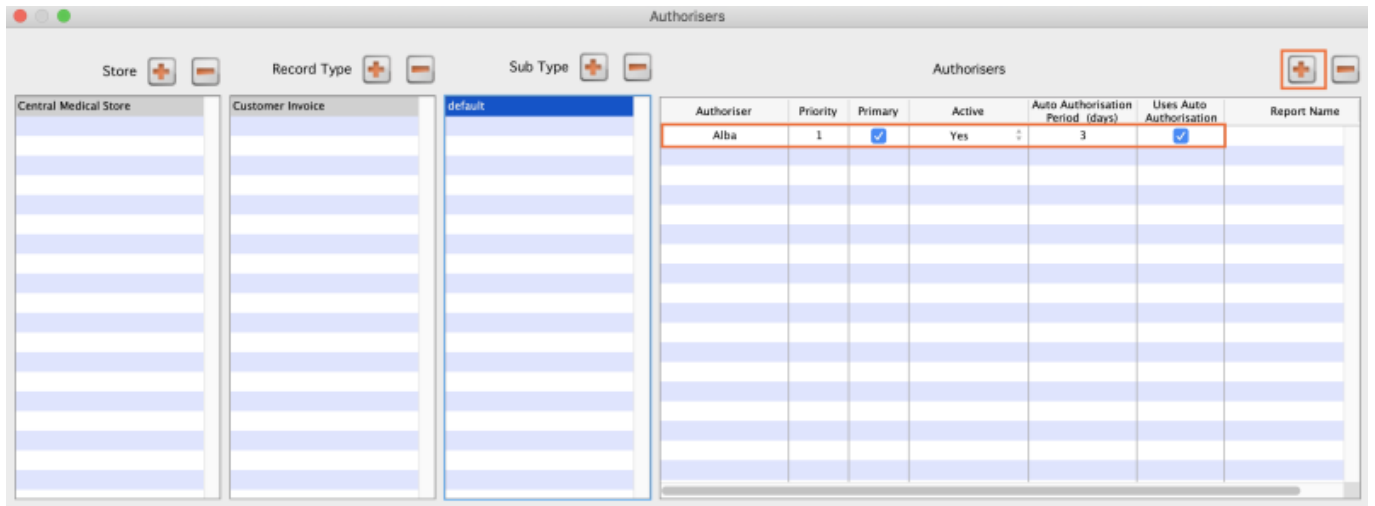 Authorisers
Store
Record Type
Sub Type
Authorisers
Central Medical Store
Customer Invoice
default
Authoriser Priority Primary Active Auto Authorisation Period (days) Uses Auto Authorisation Report Name
Alba 1 Yes 3